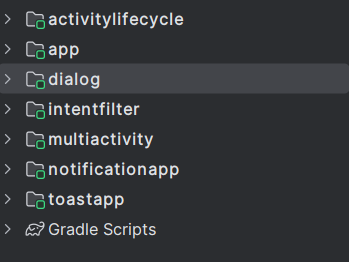 activitylifecycle
app
dialog
intentfilter
multiactivity
notificationapp
toastapp
Gradle Scripts